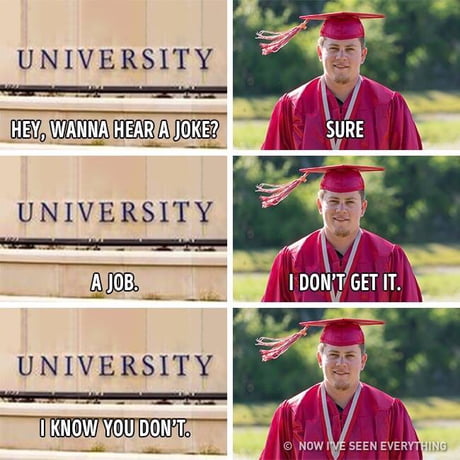 UNIVERSITY
HEY, WANNA HEAR A JOKE?
SURE
UNIVERSITY
A JOB.
I DON'T GET IT.
UNIVERSITY
I KNOW YOU DON'T.
© NOW I'VE SEEN EVERYTHING